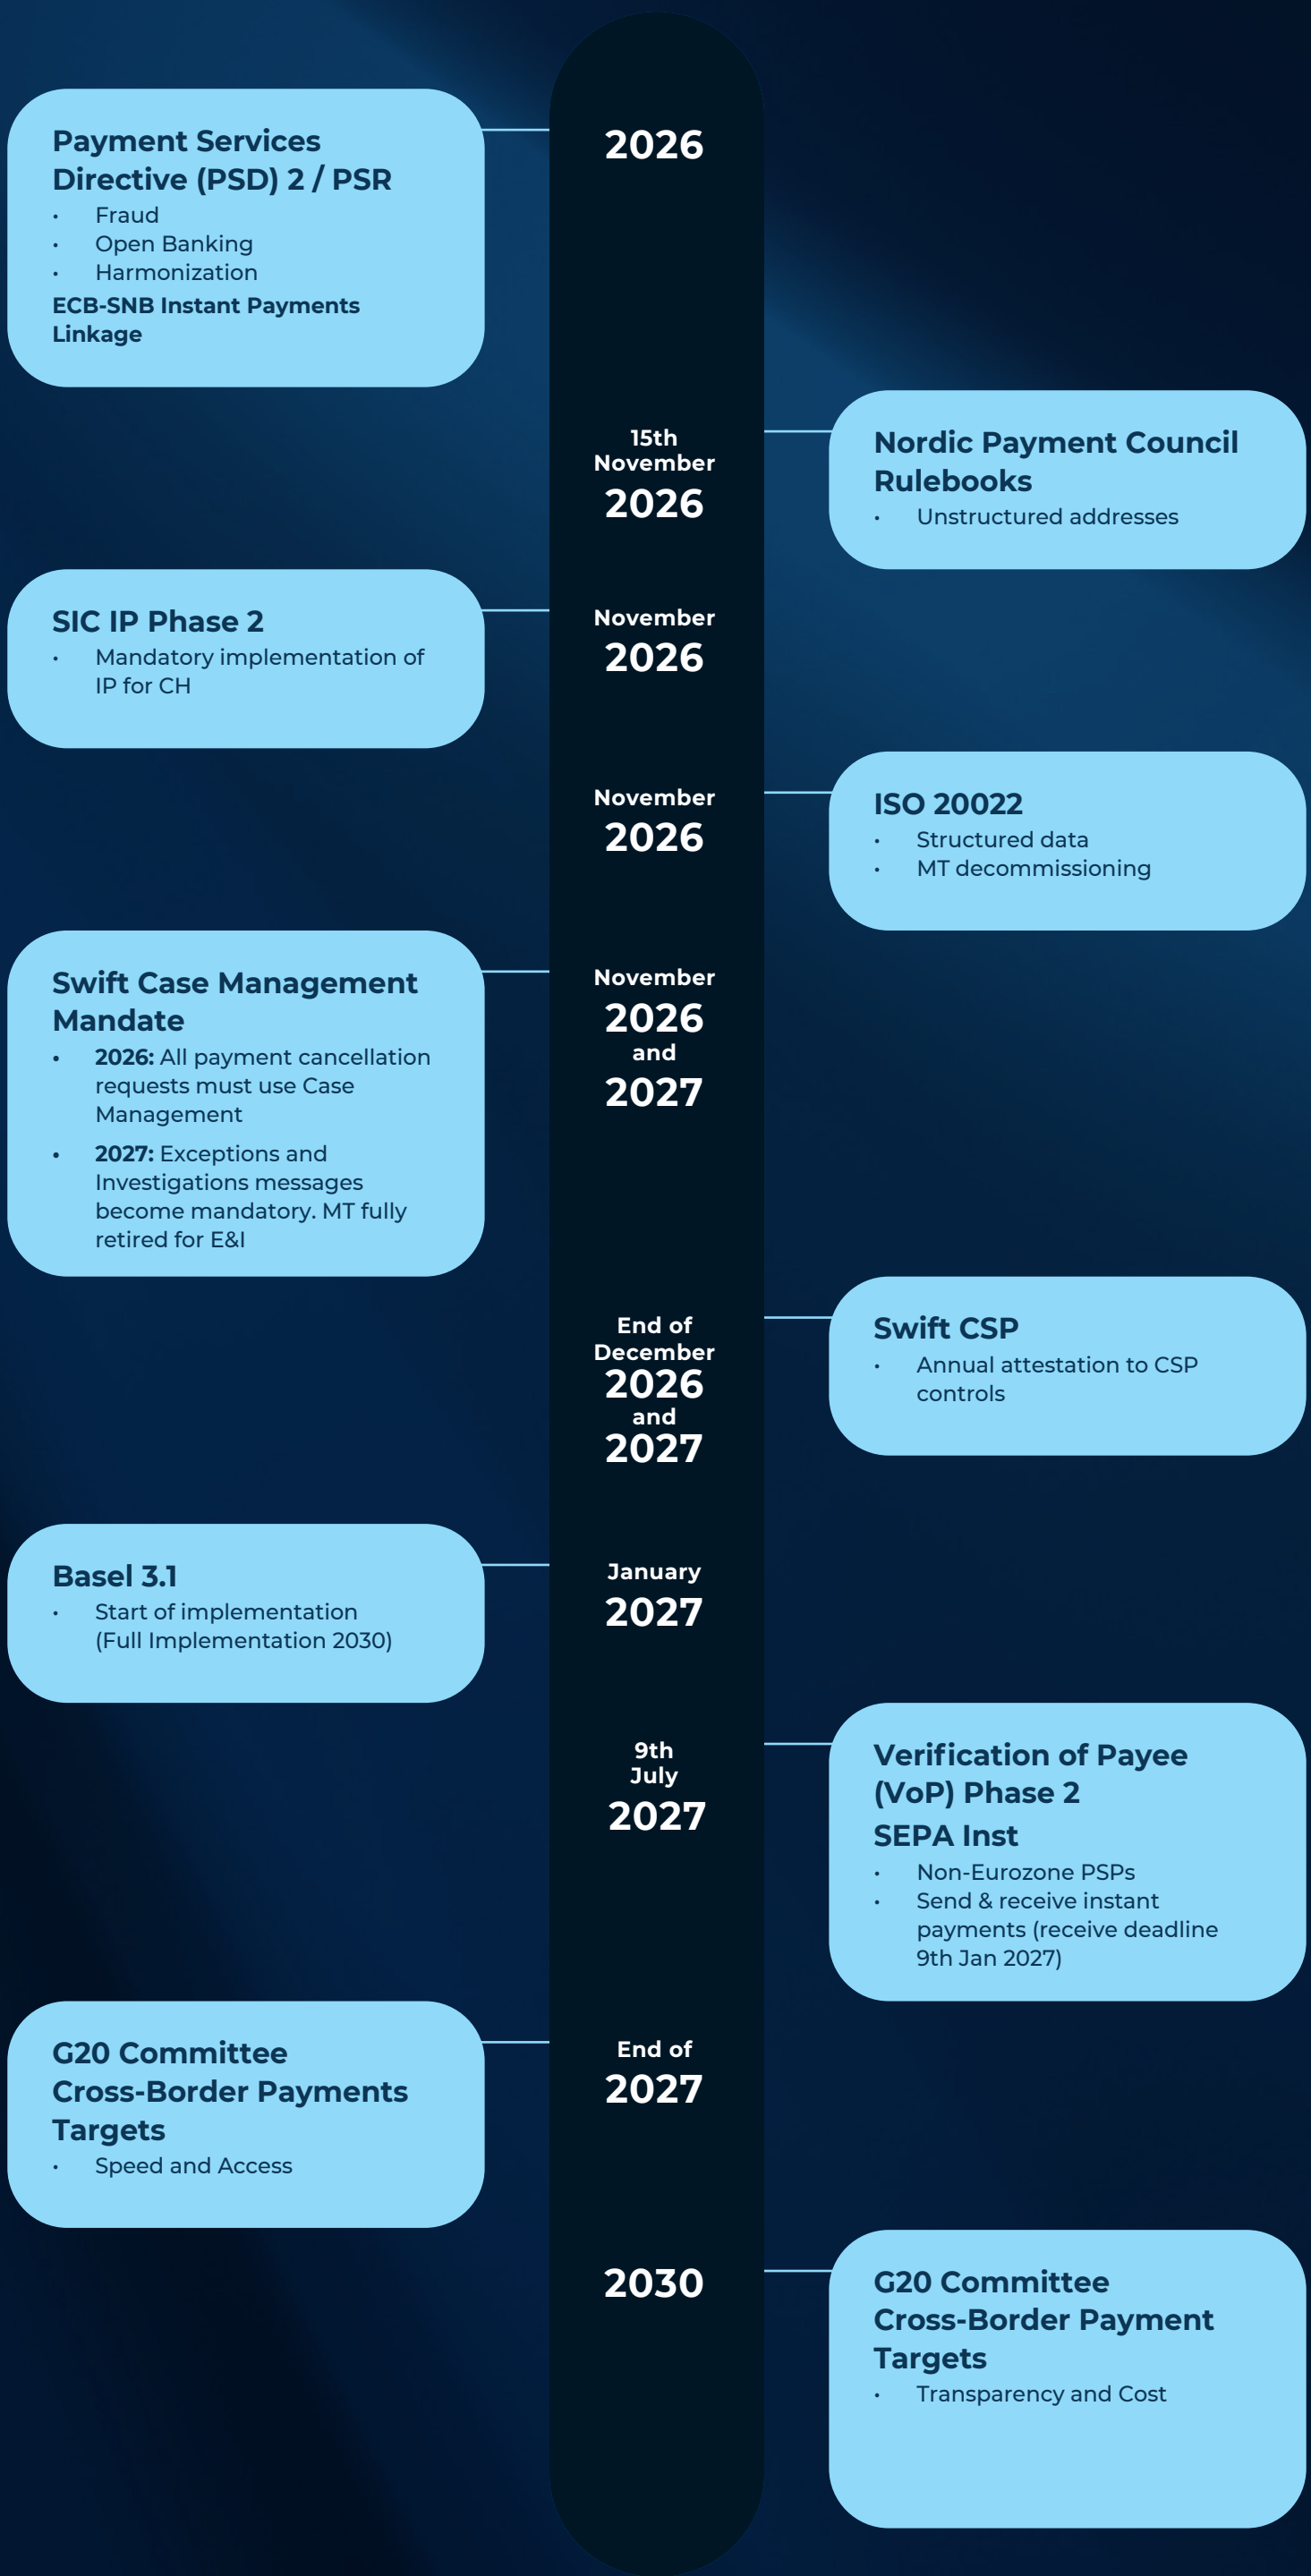 2026
Payment Services
Directive (PSD) 2 / PSR
• Fraud
• Open Banking
• Harmonization
ECB-SNB Instant Payments
Linkage
15th
November
2026
Nordic Payment Council
Rulebooks
• Unstructured addresses
November
2026
SIC IP Phase 2
• Mandatory implementation of
IP for CH
November
2026
ISO 20022
• Structured data
• MT decommissioning
November
2026
and
2027
Swift Case Management
Mandate
• 2026: All payment cancellation
requests must use Case
Management
• 2027: Exceptions and
Investigations messages
become mandatory. MT fully
retired for E&I
End of
December
2026
and
2027
Swift CSP
• Annual attestation to CSP
controls
January
2027
Basel 3.1
• Start of implementation
(Full Implementation 2030)
9th
July
2027
Verification of Payee
(VoP) Phase 2
SEPA Inst
• Non-Eurozone PSPs
• Send & receive instant
payments (receive deadline
9th Jan 2027)
End of
2027
G20 Committee
Cross-Border Payments
Targets
• Speed and Access
2030
G20 Committee
Cross-Border Payment
Targets
• Transparency and Cost